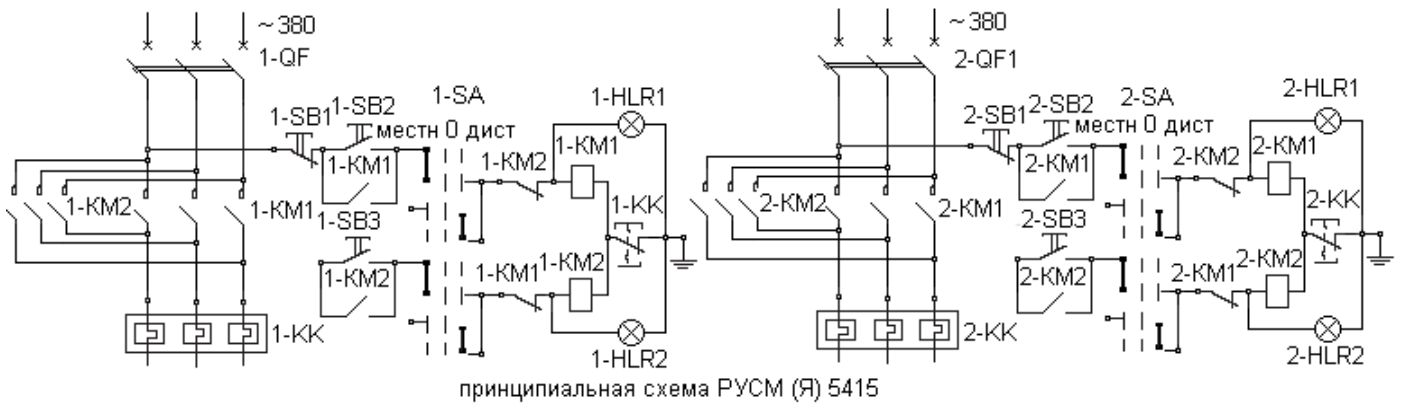 ~380
1-QF
1-SA
1-SB1
1-SB2
местн 0 дист
1-HLR1
1-KM1
1-KM2
1-KM1
1-KM2
1-KM1
1-SB3
1-KK
1-KM2
1-KM1
1-KM2
1-KK
1-HLR2
~380
2-QF1
2-SA
2-SB1
2-SB2
местн 0 дист
2-HLR1
2-KM1
2-KM2
2-KM1
2-KM2
2-KM1
2-SB3
2-KK
2-KM2
2-KM1
2-KM2
2-KK
2-HLR2
принципиальная схема РУСМ (Я) 5415